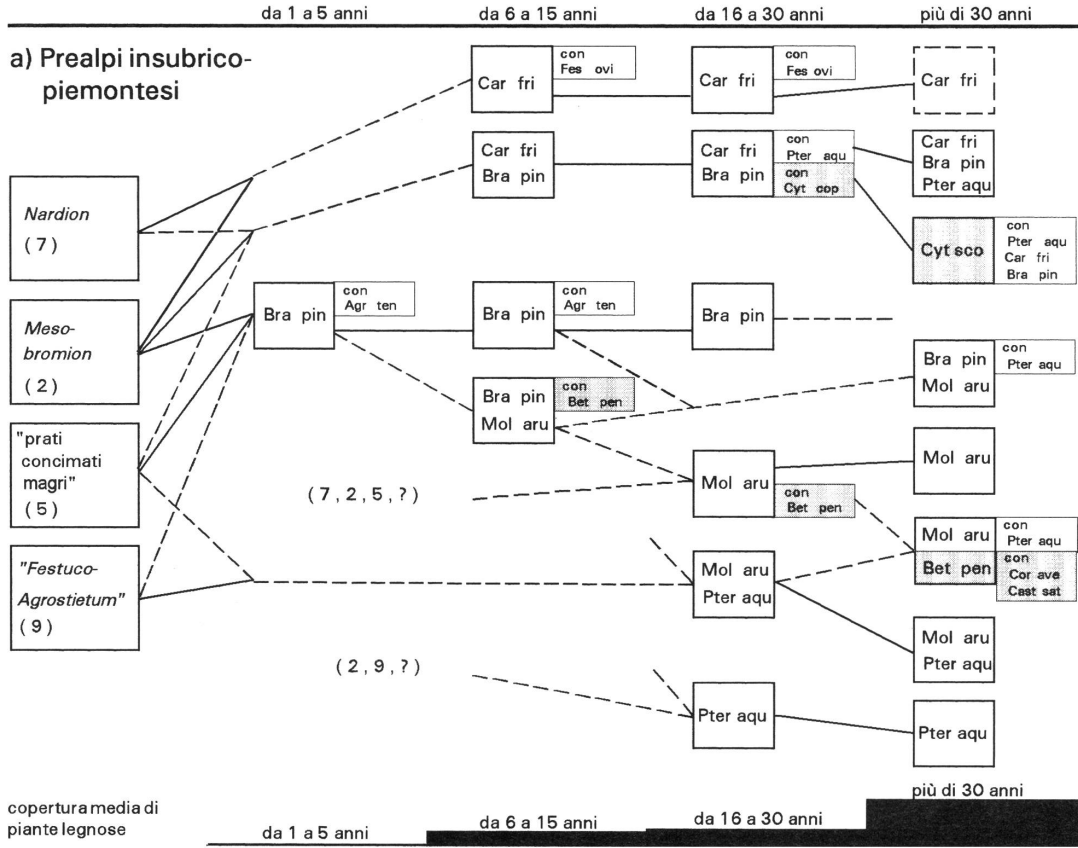 da 1 a 5 anni
da 6 a 15 anni
da 16 a 30 anni
più di 30 anni
a) Prealpi insubrico-
piemontesi
Nardion
(7)
Meso-
bromion
(2)
"prati
concimati
magri"
(5)
"Festuco-
Agrostietum"
(9)
Bra pin
con
Agr ten
(7, 2, 5, ?)
(2, 9, ?)
Car fri
con
Fes ovi
Car fri
Bra pin
Bra pin
con
Agr ten
Bra pin
Mol aru
con
Bet pen
Car fri
con
Fes ovi
Car fri
Bra pin
con
Pter aqu
con
Cyt cop
Bra pin
Mol aru
con
Bet pen
Mol aru
Pter aqu
Pter aqu
Car fri
Car fri
Bra pin
Pter aqu
Cyt sco
con
Pter aqu
Car fri
Bra pin
Bra pin
Mol aru
con
Pter aqu
Mol aru
Mol aru
con
Pter aqu
Bet pen
con
Cor ave
Cast sat
Mol aru
Pter aqu
Pter aqu
copertura media di
piante legnose
da 1 a 5 anni
da 6 a 15 anni
da 16 a 30 anni
più di 30 anni